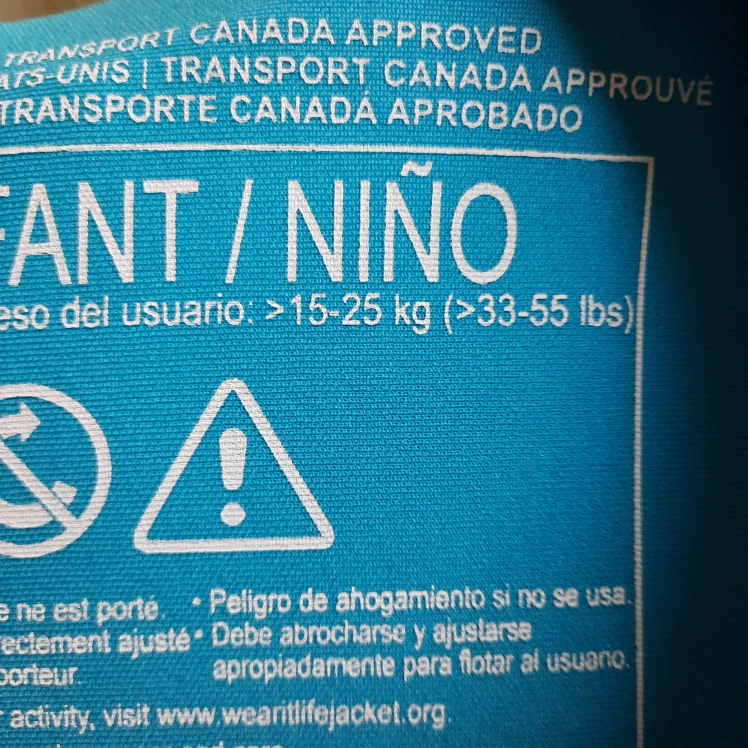 TRANSPORT CANADA APPROVED
ATS-UNIS | TRANSPORT CANADA APPROUVÉ
TRANSPORTE CANADÁ APROBADO
FANT / NIÑO
eso del usuario: >15-25 kg (>33-55 lbs)
e ne est porté. • Peligro de ahogamiento si no se usa.
rectement ajusté • Debe abrocharse y ajustarse
porteur. apropiadamente para flotar al usuario.
r activity, visit www.wearitlifejacket.org.